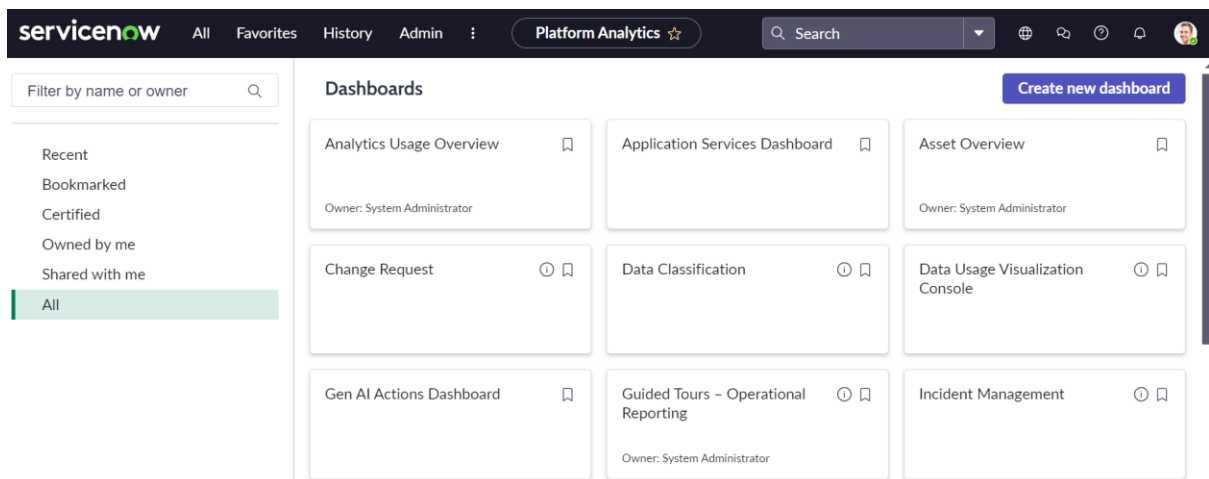 servicenow All Favorites History Admin Platform Analytics Search
Filter by name or owner
Recent
Bookmarked
Certified
Owned by me
Shared with me
All
Dashboards
Create new dashboard
Analytics Usage Overview
Owner: System Administrator
Application Services Dashboard
Asset Overview
Owner: System Administrator
Change Request
Data Classification
Data Usage Visualization
Console
Gen AI Actions Dashboard
Guided Tours – Operational
Reporting
Owner: System Administrator
Incident Management